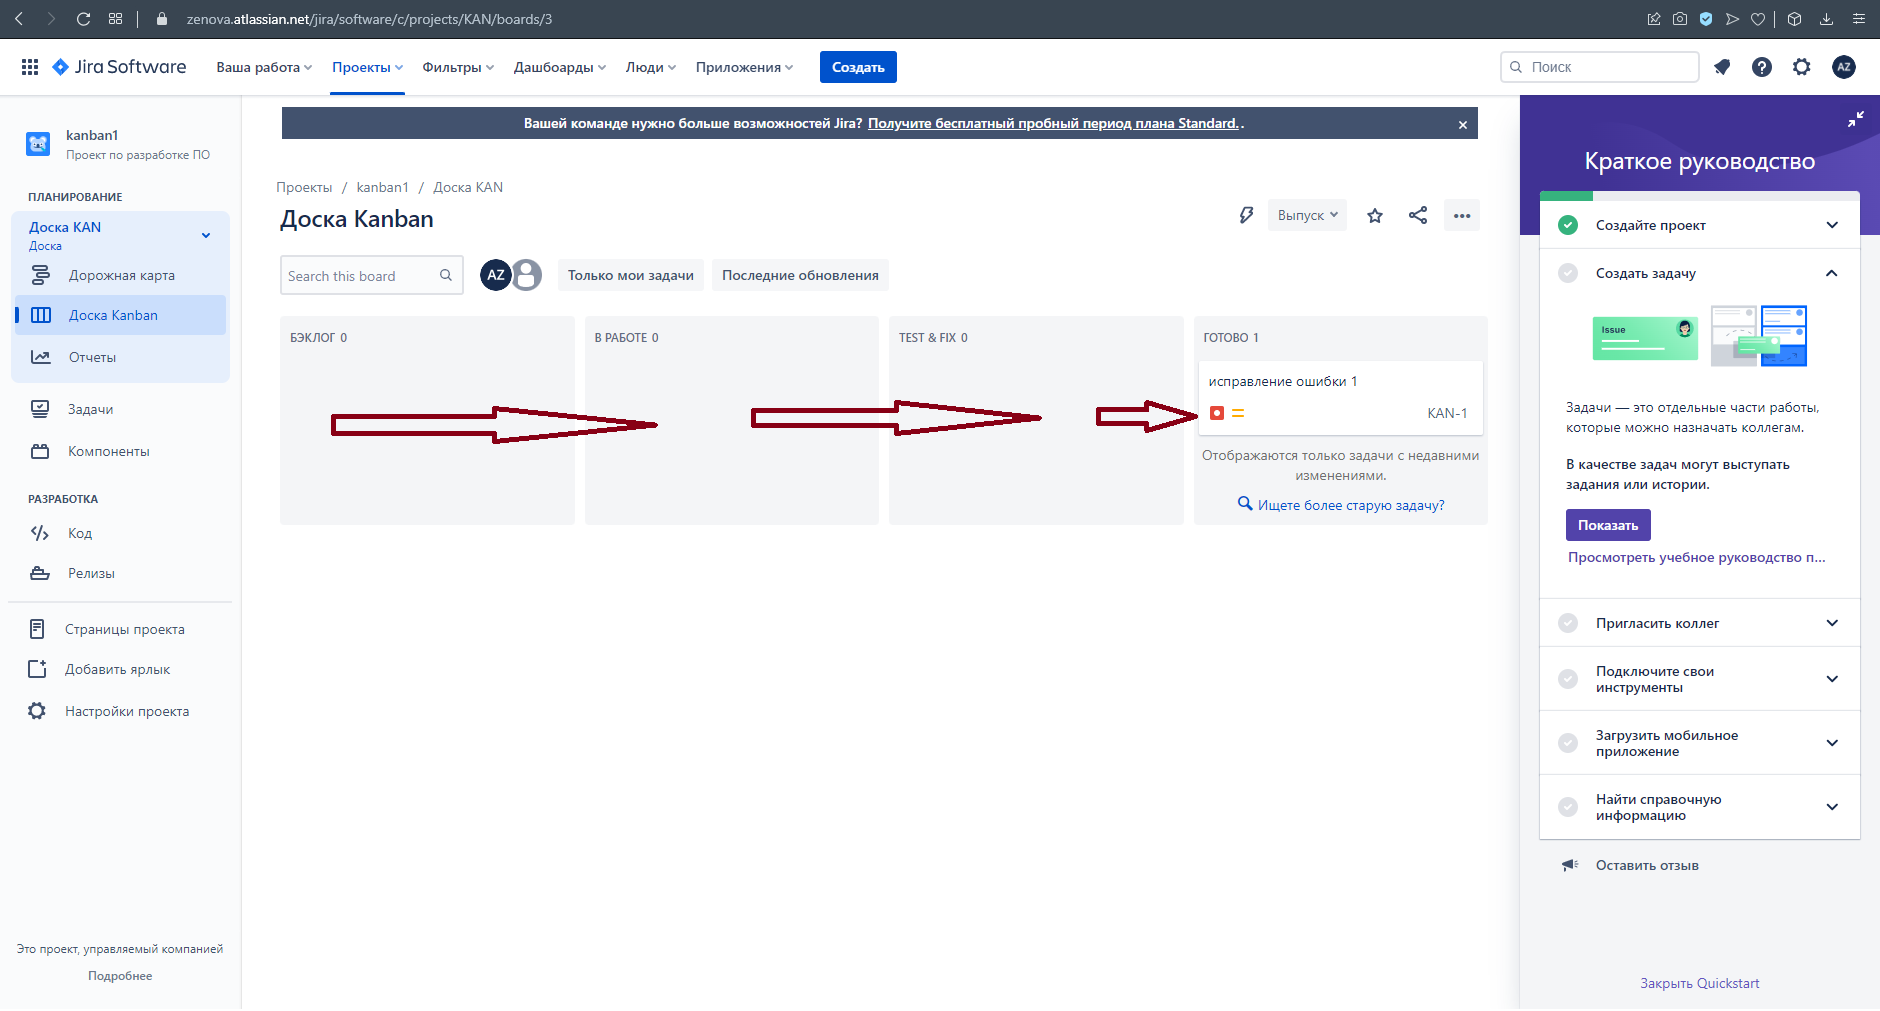 zenova.atlassian.net/jira/software/c/projects/KAN/boards/3
Jira Software
Ваша работа
Проекты
Фильтры
Дашборды
Люди
Приложения
Создать
Поиск
AZ
kanban1
Проект по разработке ПО
ПЛАНИРОВАНИЕ
Доска KAN
Доска
Дорожная карта
Доска Kanban
Отчеты
Задачи
Компоненты
РАЗРАБОТКА
Код
Релизы
Страницы проекта
Добавить ярлык
Настройки проекта
Это проект, управляемый компанией
Подробнее
Вашей команде нужно больше возможностей Jira? Получите бесплатный пробный период плана Standard. .
Проекты / kanban1 / Доска KAN
Доска Kanban
Выпуск
Search this board
AZ
Только мои задачи
Последние обновления
БЭКЛОГ 0
В РАБОТЕ 0
TEST & FIX 0
ГОТОВО 1
исправление ошибки 1
KAN-1
Отображаются только задачи с недавними
изменениями.
Ищете более старую задачу?
Краткое руководство
Создайте проект
Создать задачу
Issue
Задачи — это отдельные части работы,
которые можно назначать коллегам.
В качестве задач могут выступать
задания или истории.
Показать
Просмотреть учебное руководство п...
Пригласить коллег
Подключите свои
инструменты
Загрузить мобильное
приложение
Найти справочную
информацию
Оставить отзыв
Закрыть Quickstart